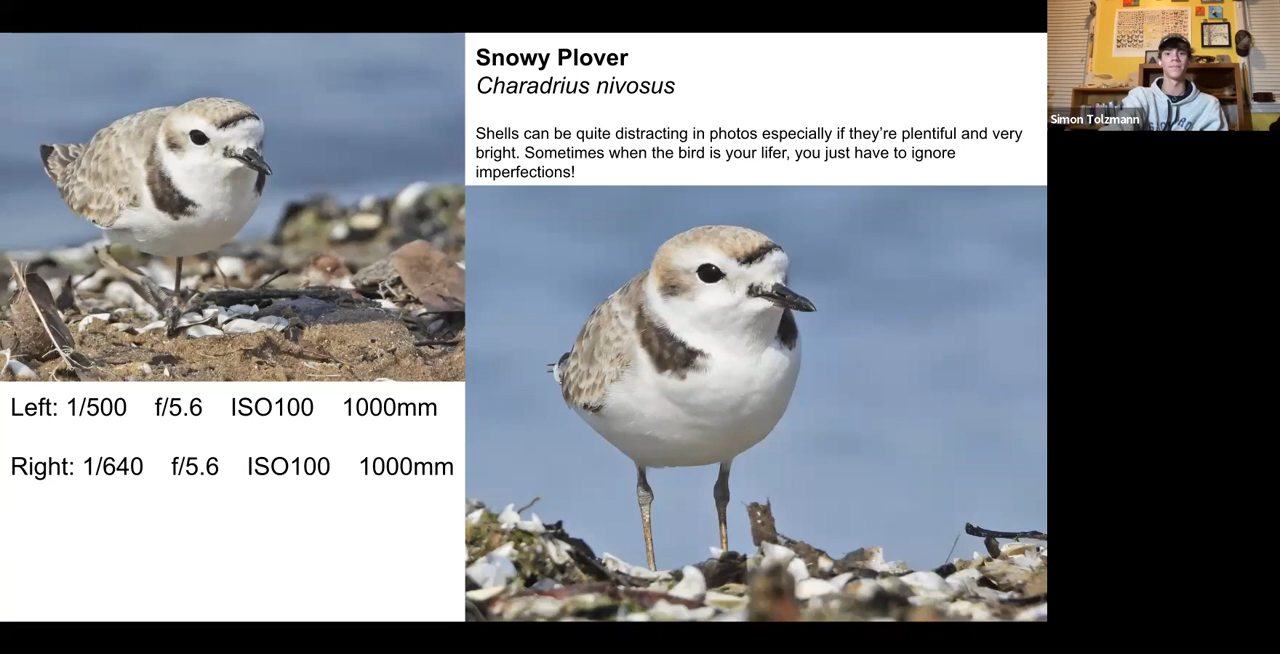 Snowy Plover
Charadrius nivosus
Shells can be quite distracting in photos especially if they're plentiful and very
bright. Sometimes when the bird is your lifer, you just have to ignore
imperfections!
Left: 1/500 f/5.6 ISO100 1000mm
Right: 1/640 f/5.6 ISO100 1000mm
Simon Tolzmann